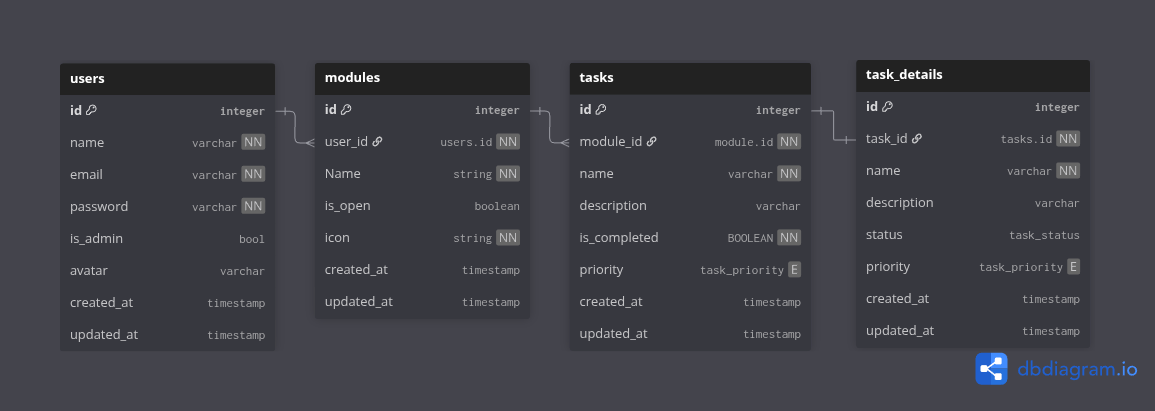 users
id integer
name varchar NN
email varchar NN
password varchar NN
is_admin bool
avatar varchar
created_at timestamp
updated_at timestamp
modules
id integer
user_id users.id NN
Name string NN
is_open boolean
icon string NN
created_at timestamp
updated_at timestamp
tasks
id integer
module_id module.id NN
name varchar NN
description varchar
is_completed BOOLEAN NN
priority task_priority E
created_at timestamp
updated_at timestamp
task_details
id integer
task_id tasks.id NN
name varchar NN
description varchar
status task_status
priority task_priority E
created_at timestamp
updated_at timestamp
dbdiagram.io